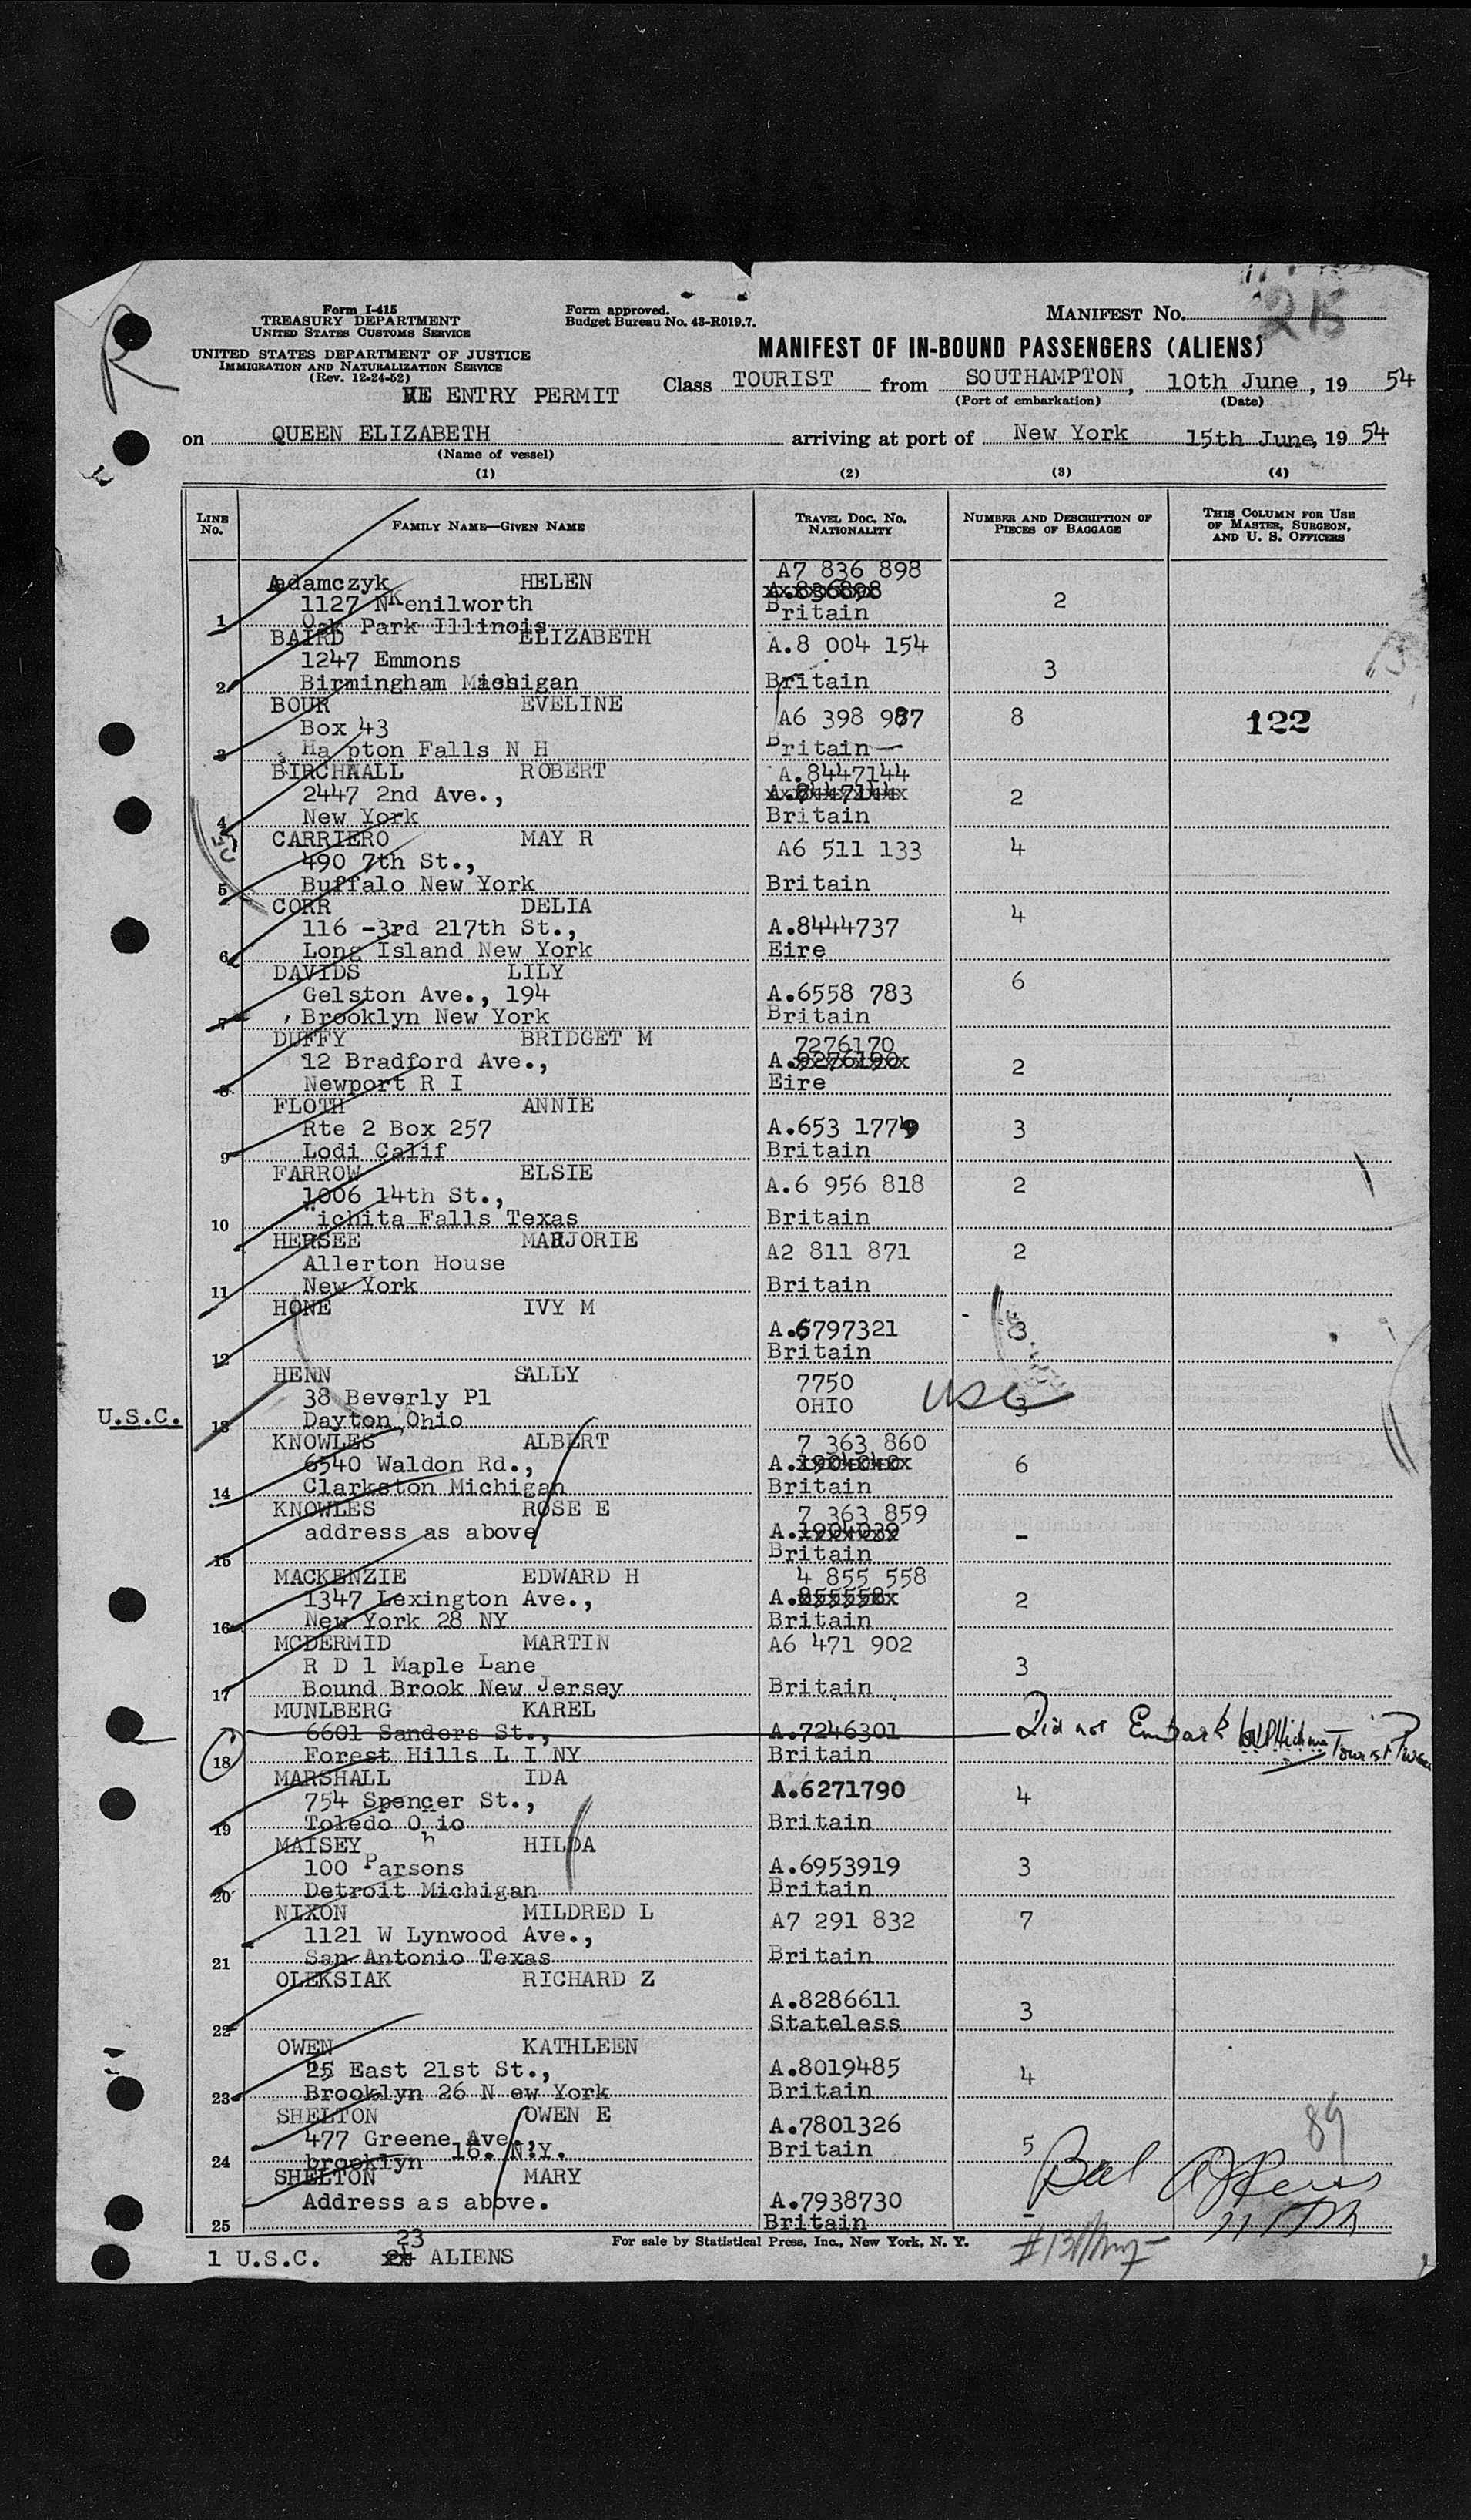 Form I-415
TREASURY DEPARTMENT
UNITED STATES CUSTOMS SERVICE
UNITED STATES DEPARTMENT OF JUSTICE
IMMIGRATION AND NATURALIZATION SERVICE
(Rev. 12-24-52)
RE ENTRY PERMIT
Form approved.
Budget Bureau No. 43-R019.7.
MANIFEST No. 215
MANIFEST OF IN-BOUND PASSENGERS (ALIENS)
Class TOURIST from SOUTHAMPTON, 10th June, 19 54
(Port of embarkation) (Date)
on QUEEN ELIZABETH arriving at port of New York 15th June, 19 54
(Name of vessel)
(1) (2) (3) (4)
LINE No. FAMILY NAME—GIVEN NAME TRAVEL DOC. NO. NATIONALITY NUMBER AND DESCRIPTION OF PIECES OF BAGGAGE THIS COLUMN FOR USE OF MASTER, SURGEON, AND U. S. OFFICERS
A7 836 898
Adamczyk HELEN A.836898
1127 N Kenilworth Britain 2
1 Oak Park Illinois
BAIRD ELIZABETH A.8 004 154
1247 Emmons 3
2 Birmingham Michigan Britain
BOUR EVELINE A6 398 987 8 122
Box 43
3 Ha pton Falls N H Britain
BIRCHALL ROBERT A.8447144
2447 2nd Ave., A.8447144 2
4 New York Britain
CARRIERO MAY R A6 511 133 4
490 7th St.,
5 Buffalo New York Britain
CORR DELIA 4
116 -3rd 217th St., A.8444737
6 Long Island New York Eire
DAVIDS LILY 6
Gelston Ave., 194 A.6558 783
7 Brooklyn New York Britain
DUFFY BRIDGET M 7276170
12 Bradford Ave., A.9276190 2
8 Newport R I Eire
FLOTH ANNIE
Rte 2 Box 257 A.653 1779 3
9 Lodi Calif Britain
FARROW ELSIE A.6 956 818 2
1006 14th St.,
10 Wichita Falls Texas Britain
HERSEE MARJORIE A2 811 871 2
Allerton House
11 New York Britain
HONE IVY M
A.6797321 3
12 Britain
HENN SALLY 7750
38 Beverly Pl OHIO USC 3
U.S.C. 13 Dayton Ohio
KNOWLES ALBERT 7 363 860
6540 Waldon Rd., A.1904040 6
14 Clarkston Michigan Britain
KNOWLES ROSE E 7 363 859
address as above A.1904039 -
15 Britain
MACKENZIE EDWARD H 4 855 558
1347 Lexington Ave., A.855558 2
16 New York 28 NY Britain
MCDERMID MARTIN A6 471 902
R D 1 Maple Lane 3
17 Bound Brook New Jersey Britain
MUNLBERG KAREL
6601 Sanders St., A.7246301 Did not Embark
18 Forest Hills L I NY Britain
MARSHALL IDA A.6271790
754 Spencer St., 4
19 Toledo Ohio Britain
MAISEY HILDA
100 Parsons A.6953919 3
20 Detroit Michigan Britain
NIXON MILDRED L A7 291 832 7
1121 W Lynwood Ave.,
21 San Antonio Texas Britain
OLEKSIAK RICHARD Z
A.8286611 3
22 Stateless
OWEN KATHLEEN
25 East 21st St., A.8019485 4
23 Brooklyn 26 N ew York Britain
SHELTON OWEN E A.7801326 89
477 Greene Ave., Britain 5
24 brooklyn 16. N.Y.
SHELTON MARY
Address as above. A.7938730
25 Britain -
1 U.S.C. 23 24 ALIENS
For sale by Statistical Press, Inc., New York, N. Y.